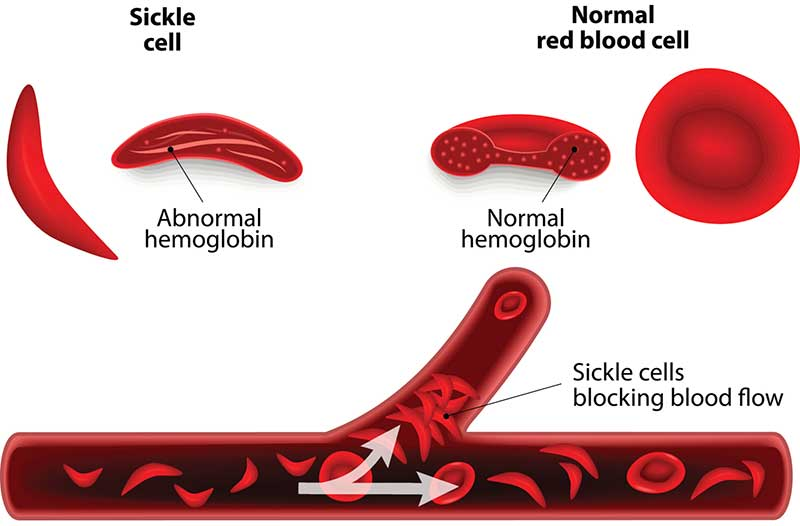 Sickle
cell
Normal
red blood cell
Abnormal
hemoglobin
Normal
hemoglobin
Sickle cells
blocking blood flow